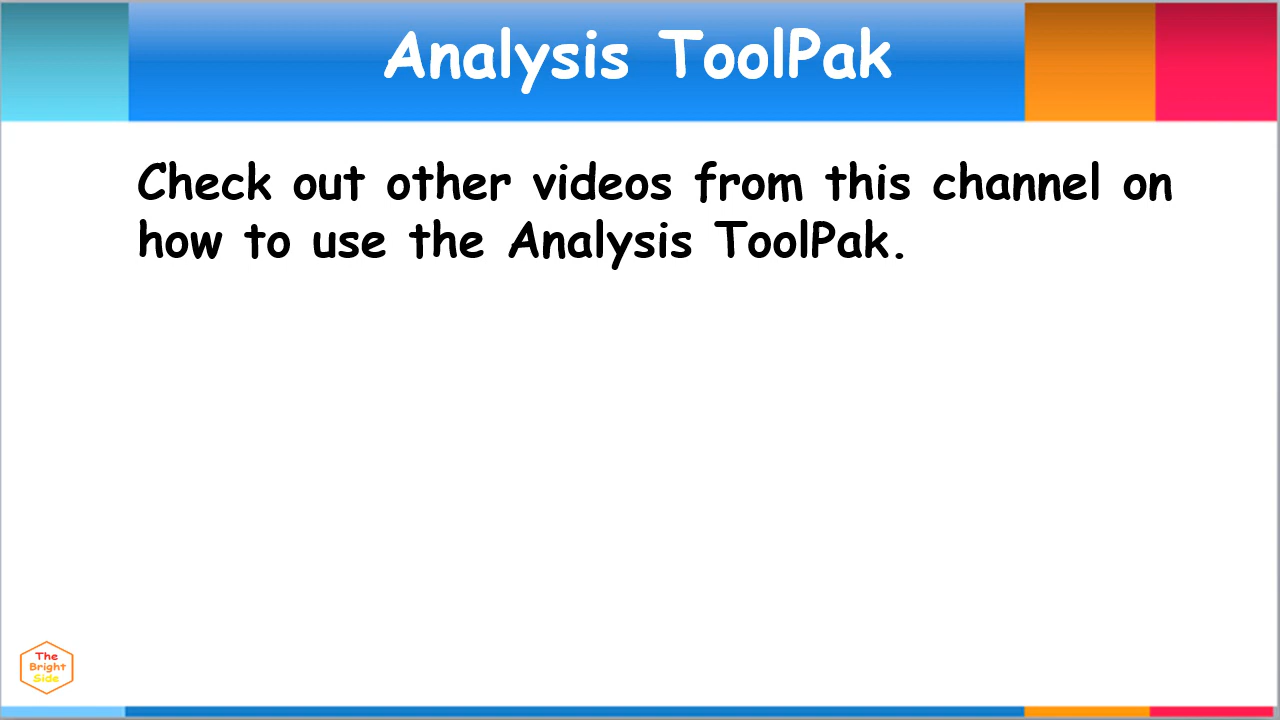 Analysis ToolPak
Check out other videos from this channel on
how to use the Analysis ToolPak.
The
Bright
Side